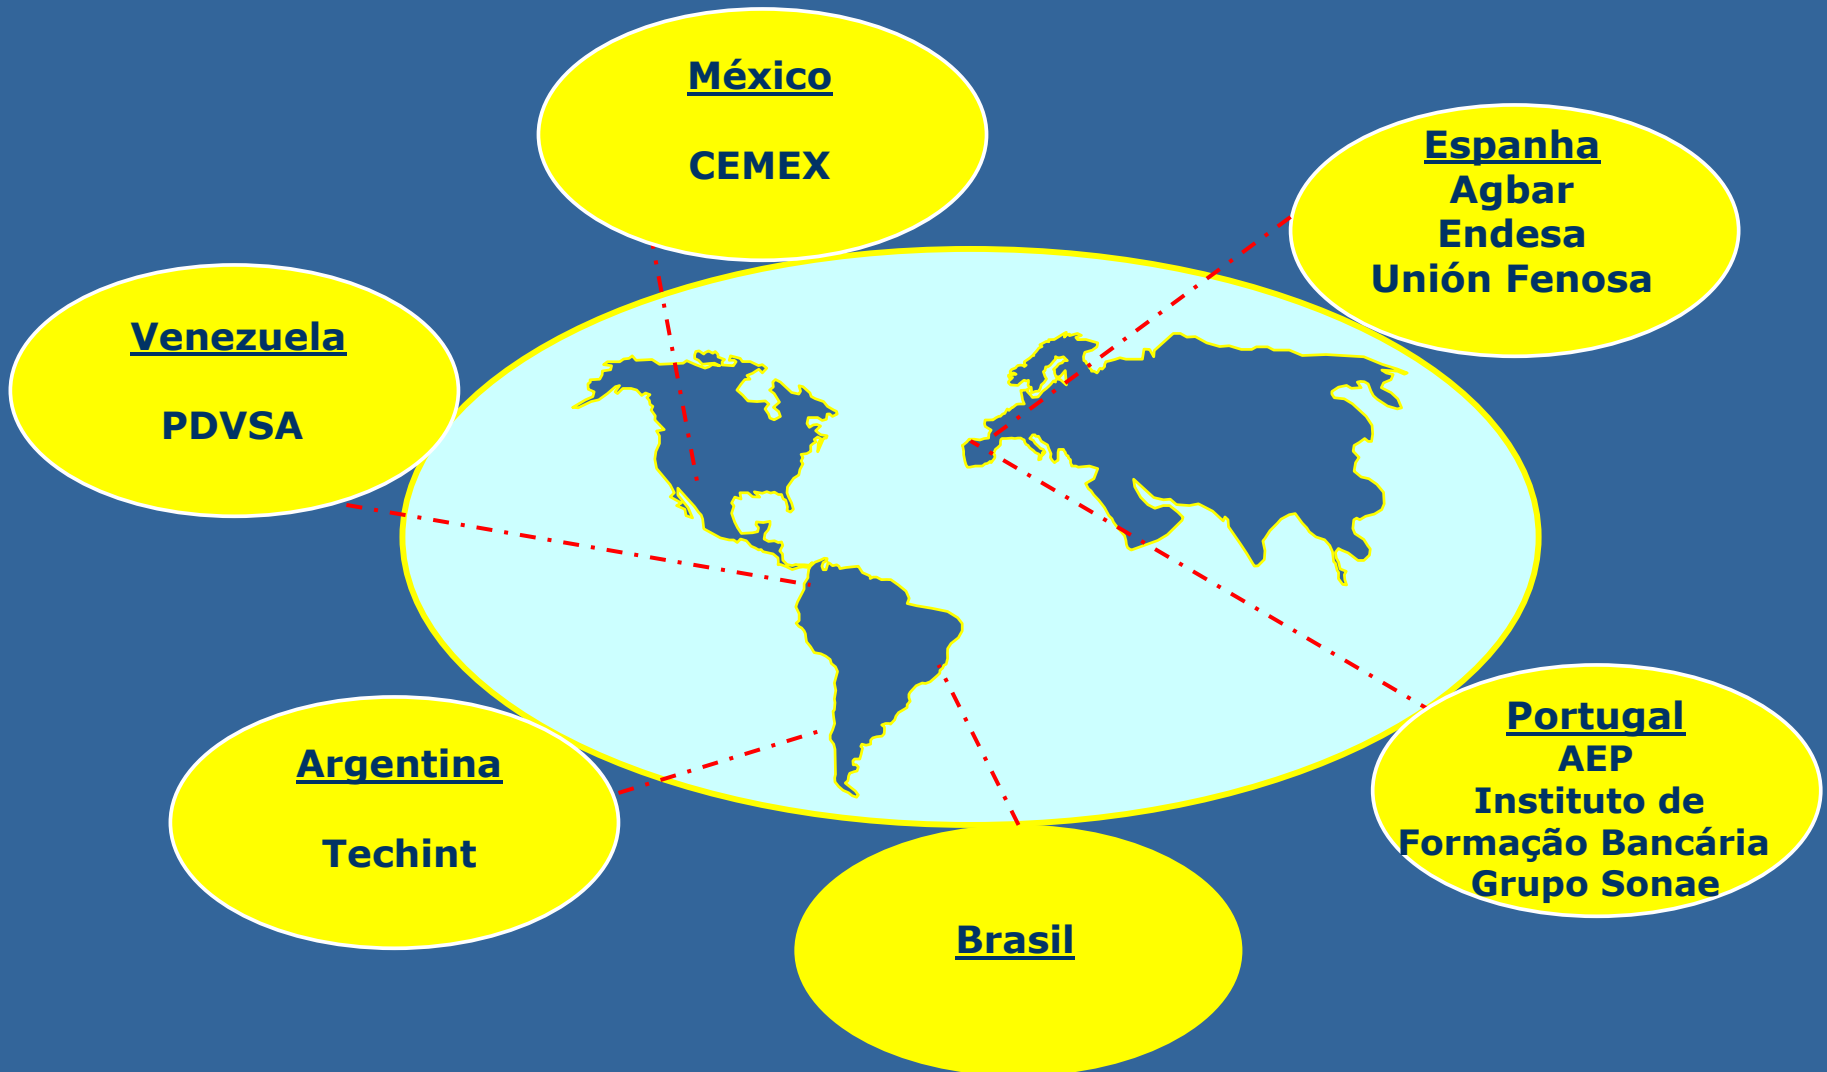 México
CEMEX
Espanha
Agbar
Endesa
Unión Fenosa
Venezuela
PDVSA
Argentina
Techint
Portugal
AEP
Instituto de
Formação Bancária
Grupo Sonae
Brasil